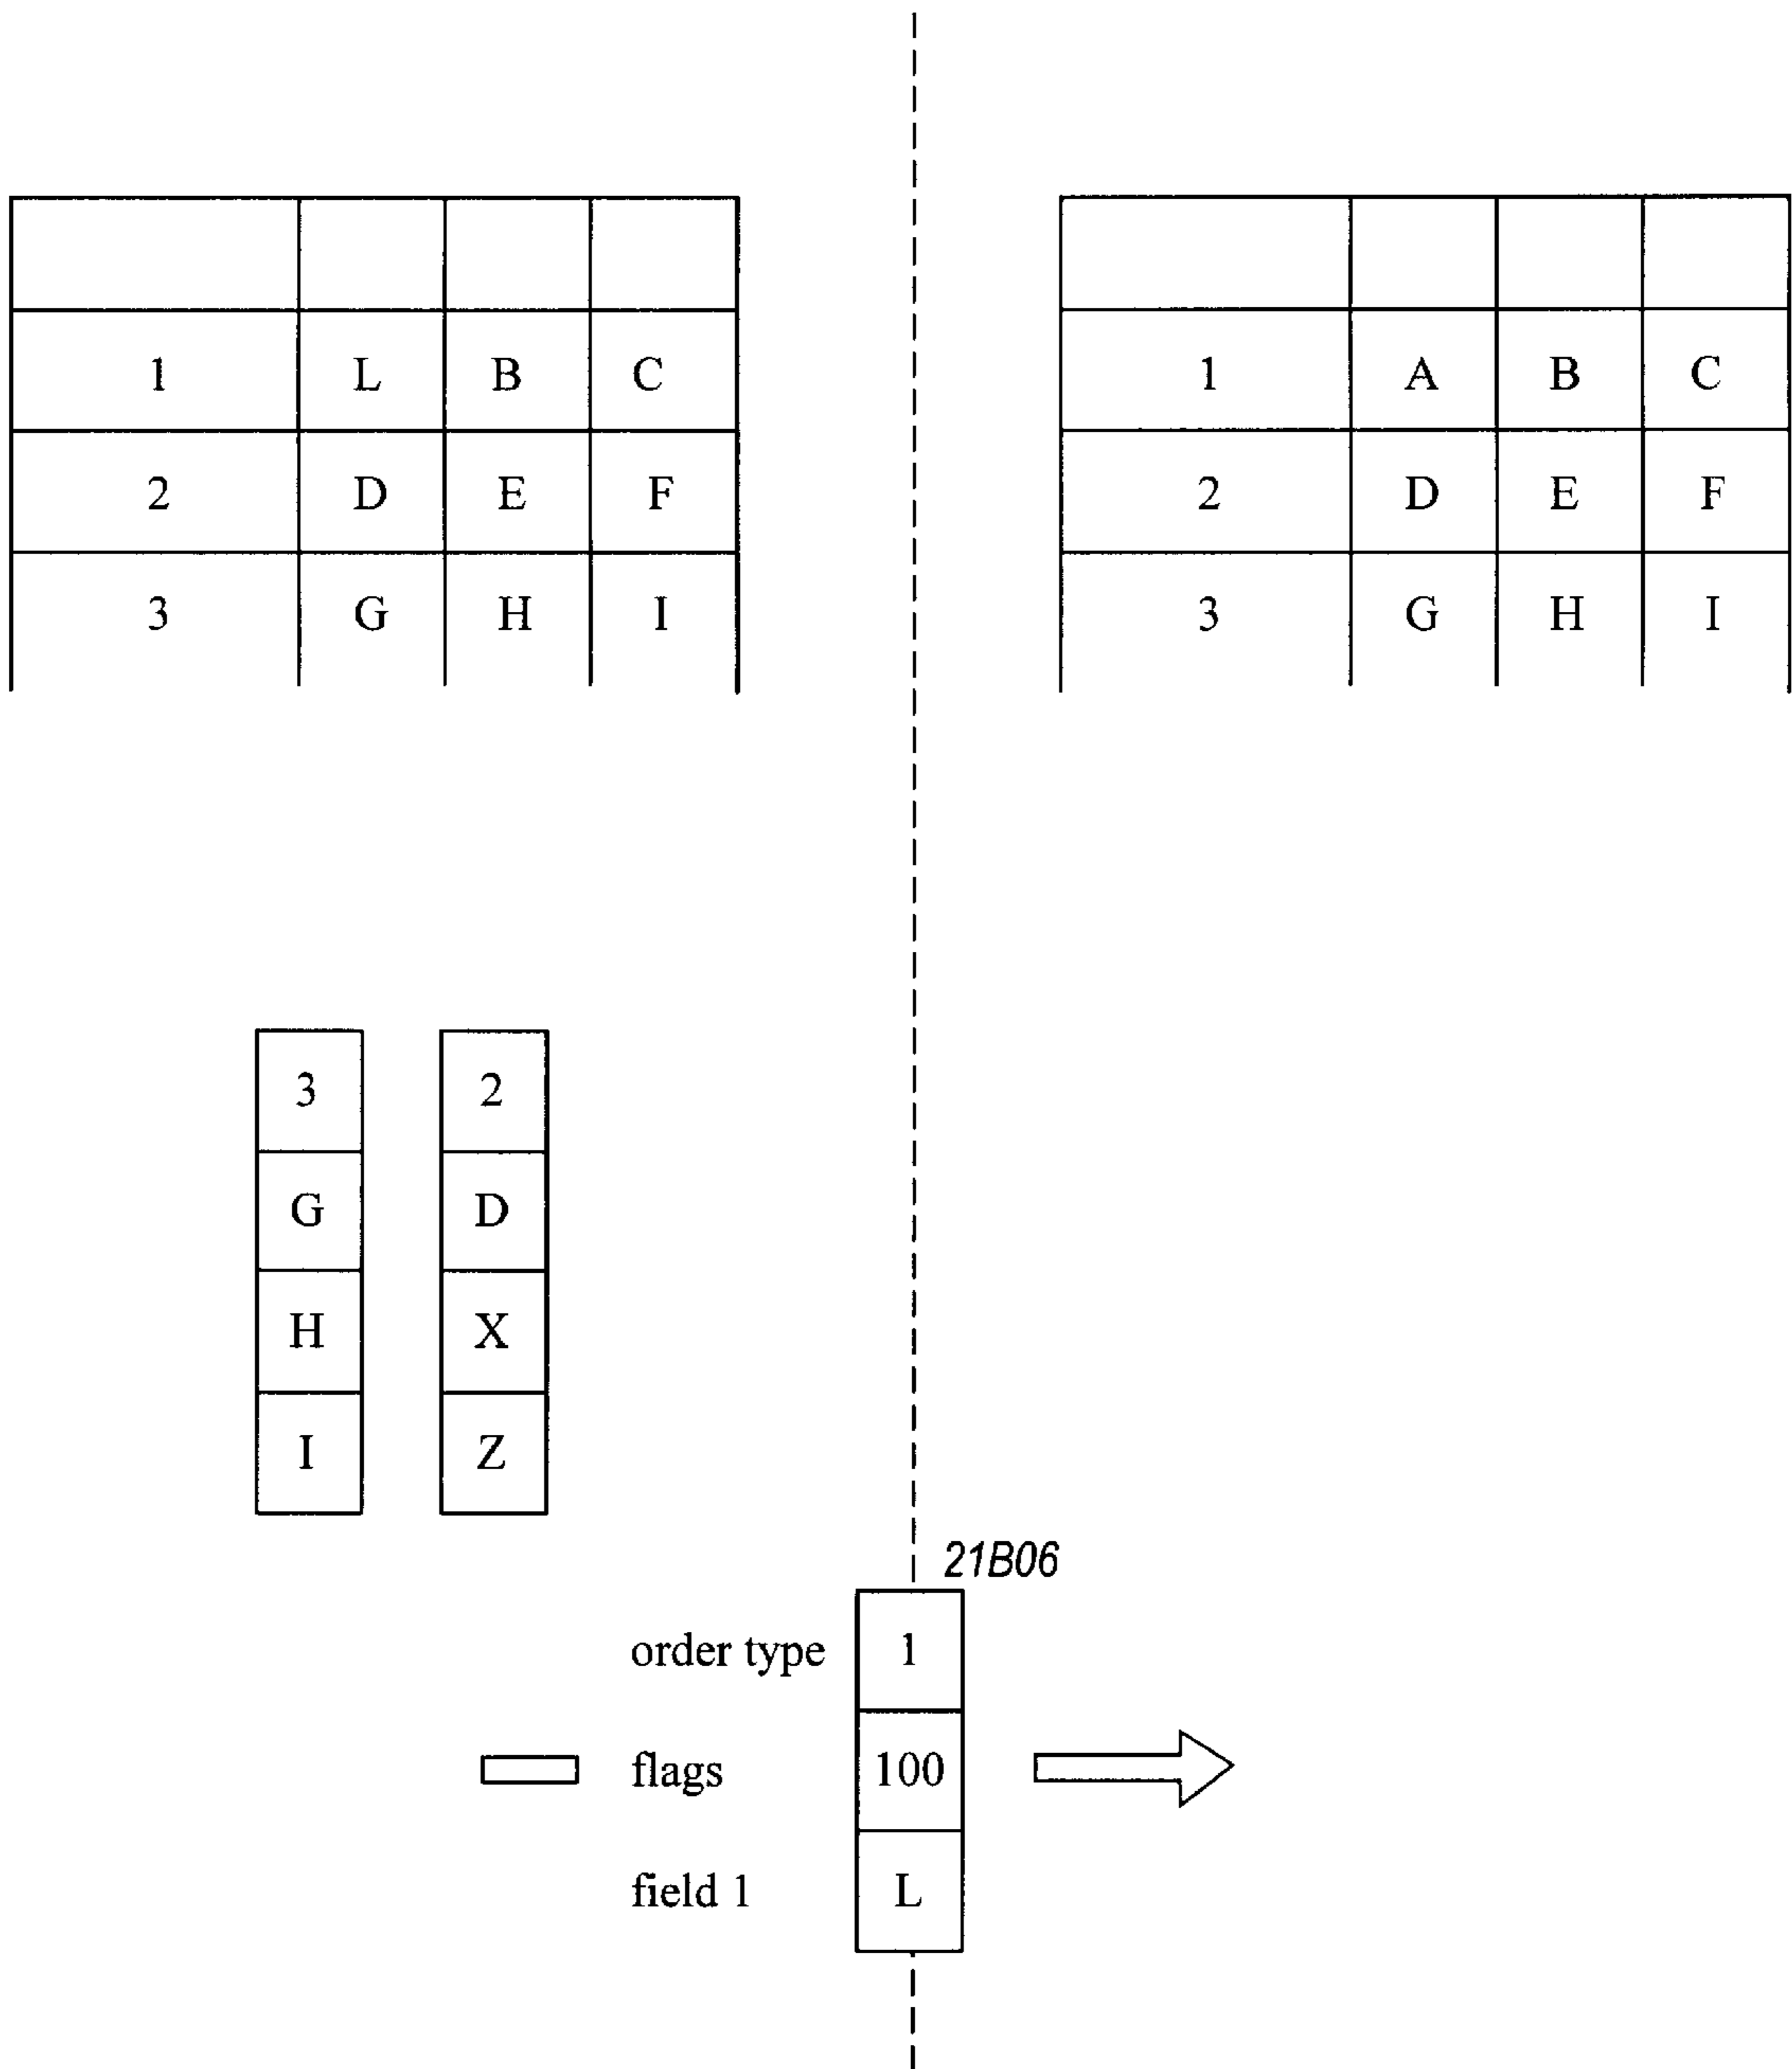 1 L B C
2 D E F
3 G H I
1 A B C
2 D E F
3 G H I
3
G
H
I
2
D
X
Z
21B06
order type 1
flags 100
field 1 L